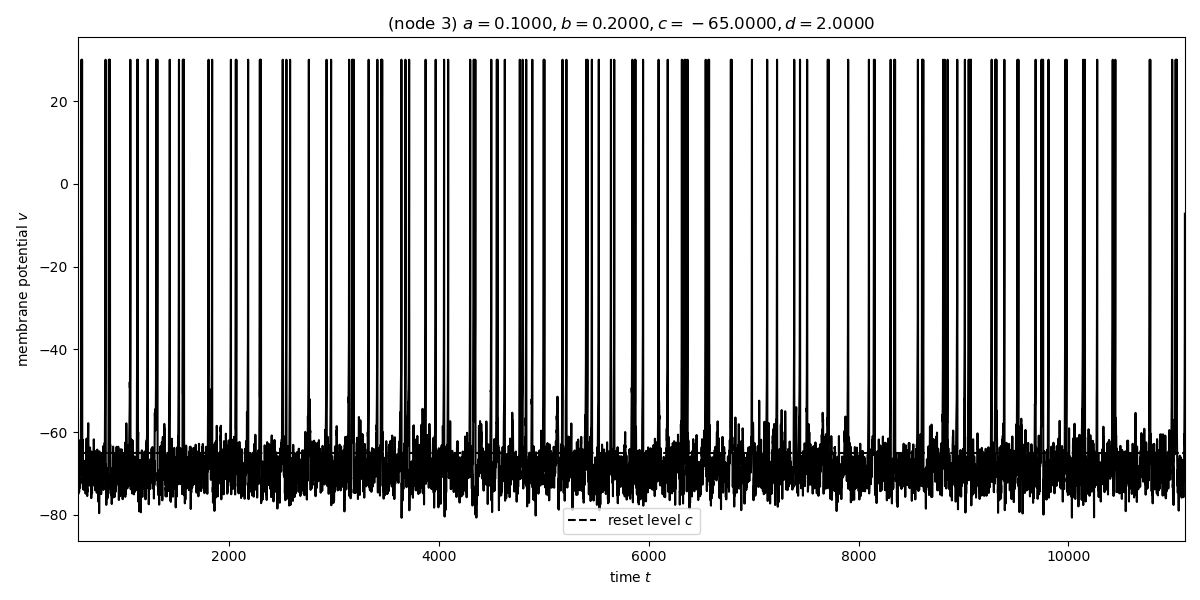 (node 3) a = 0.1000, b = 0.2000, c = −65.0000, d = 2.0000
membrane potential v
20
0
−20
−40
−60
−80
reset level c
2000 4000 6000 8000 10000
time t